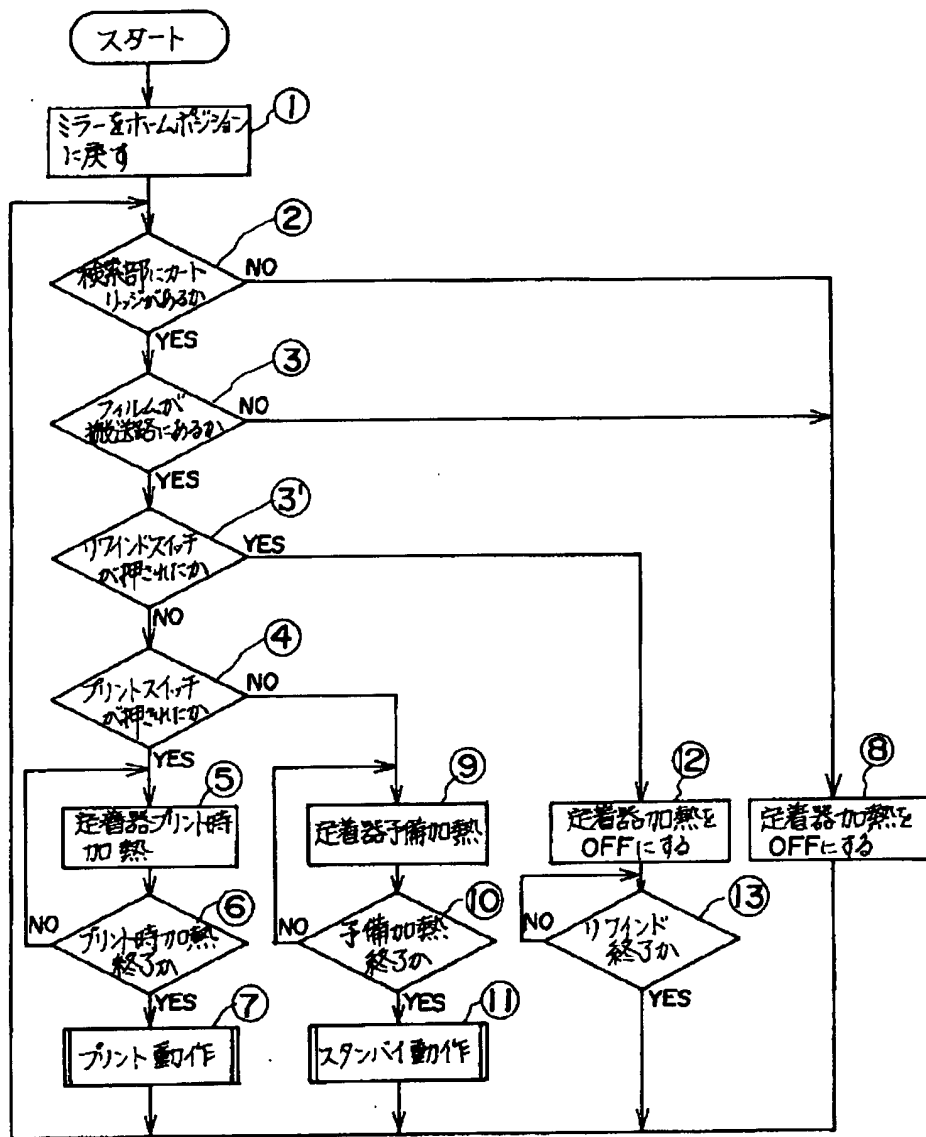 スタート
①
ミラーをホームポジション
に戻す
②
検索部にカート
リッジがあるか
NO
YES
③
フィルムが
搬送路にあるか
NO
YES
③'
リワインドスイッチ
が押されたか
YES
NO
④
プリントスイッチ
が押されたか
NO
YES
⑤
定着器プリント時
加熱
⑨
定着器予備加熱
⑫
定着器加熱を
OFFにする
⑧
定着器加熱を
OFFにする
⑥
プリント時加熱
終了か
NO
YES
⑩
予備加熱
終了か
NO
YES
⑬
リワインド
終了か
NO
YES
⑦
プリント動作
⑪
スタンバイ動作